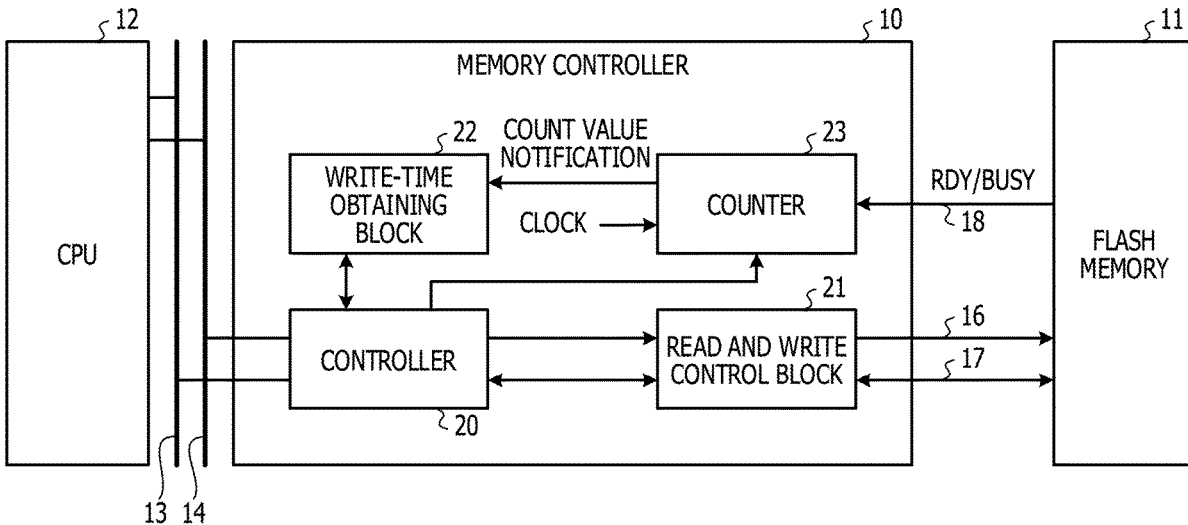 12
10
11
MEMORY CONTROLLER
22
COUNT VALUE
NOTIFICATION
23
WRITE-TIME
OBTAINING
BLOCK
CLOCK
COUNTER
RDY/BUSY
18
CPU
FLASH
MEMORY
21
16
CONTROLLER
READ AND WRITE
CONTROL BLOCK
17
20
13
14